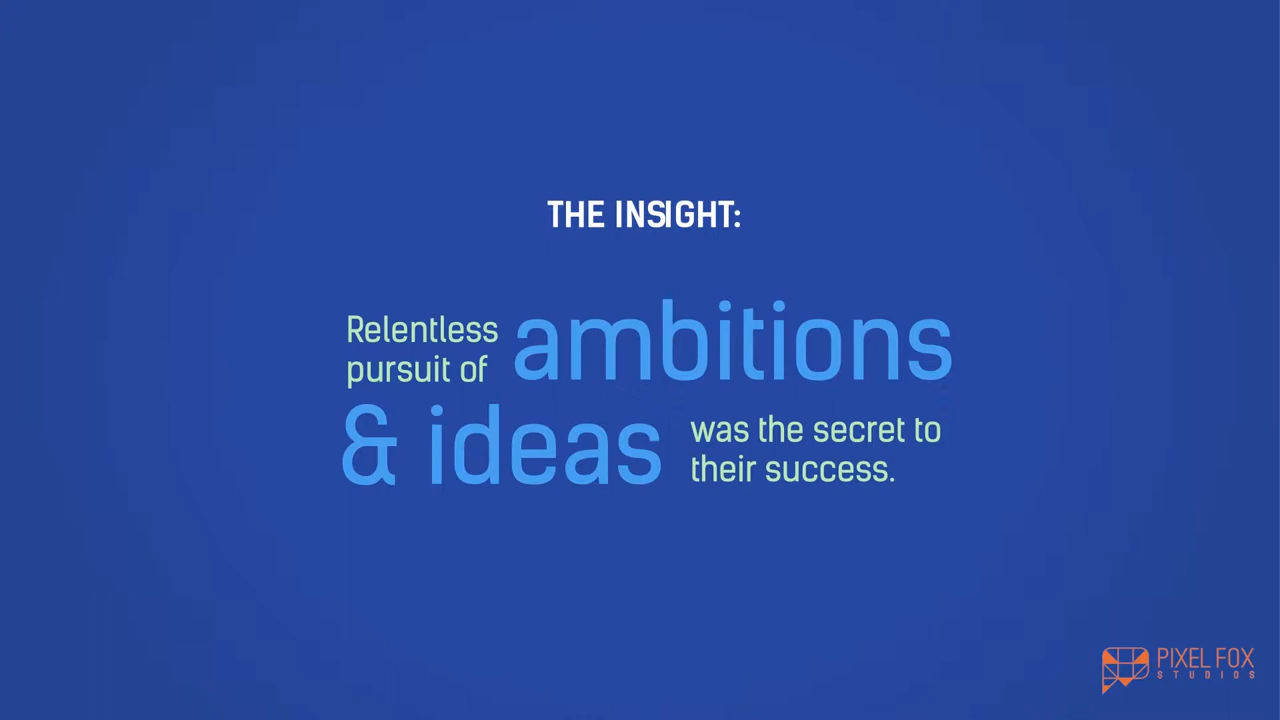 THE INSIGHT:
Relentless
pursuit of ambitions
& ideas was the secret to
their success.
PIXEL FOX
STUDIOS